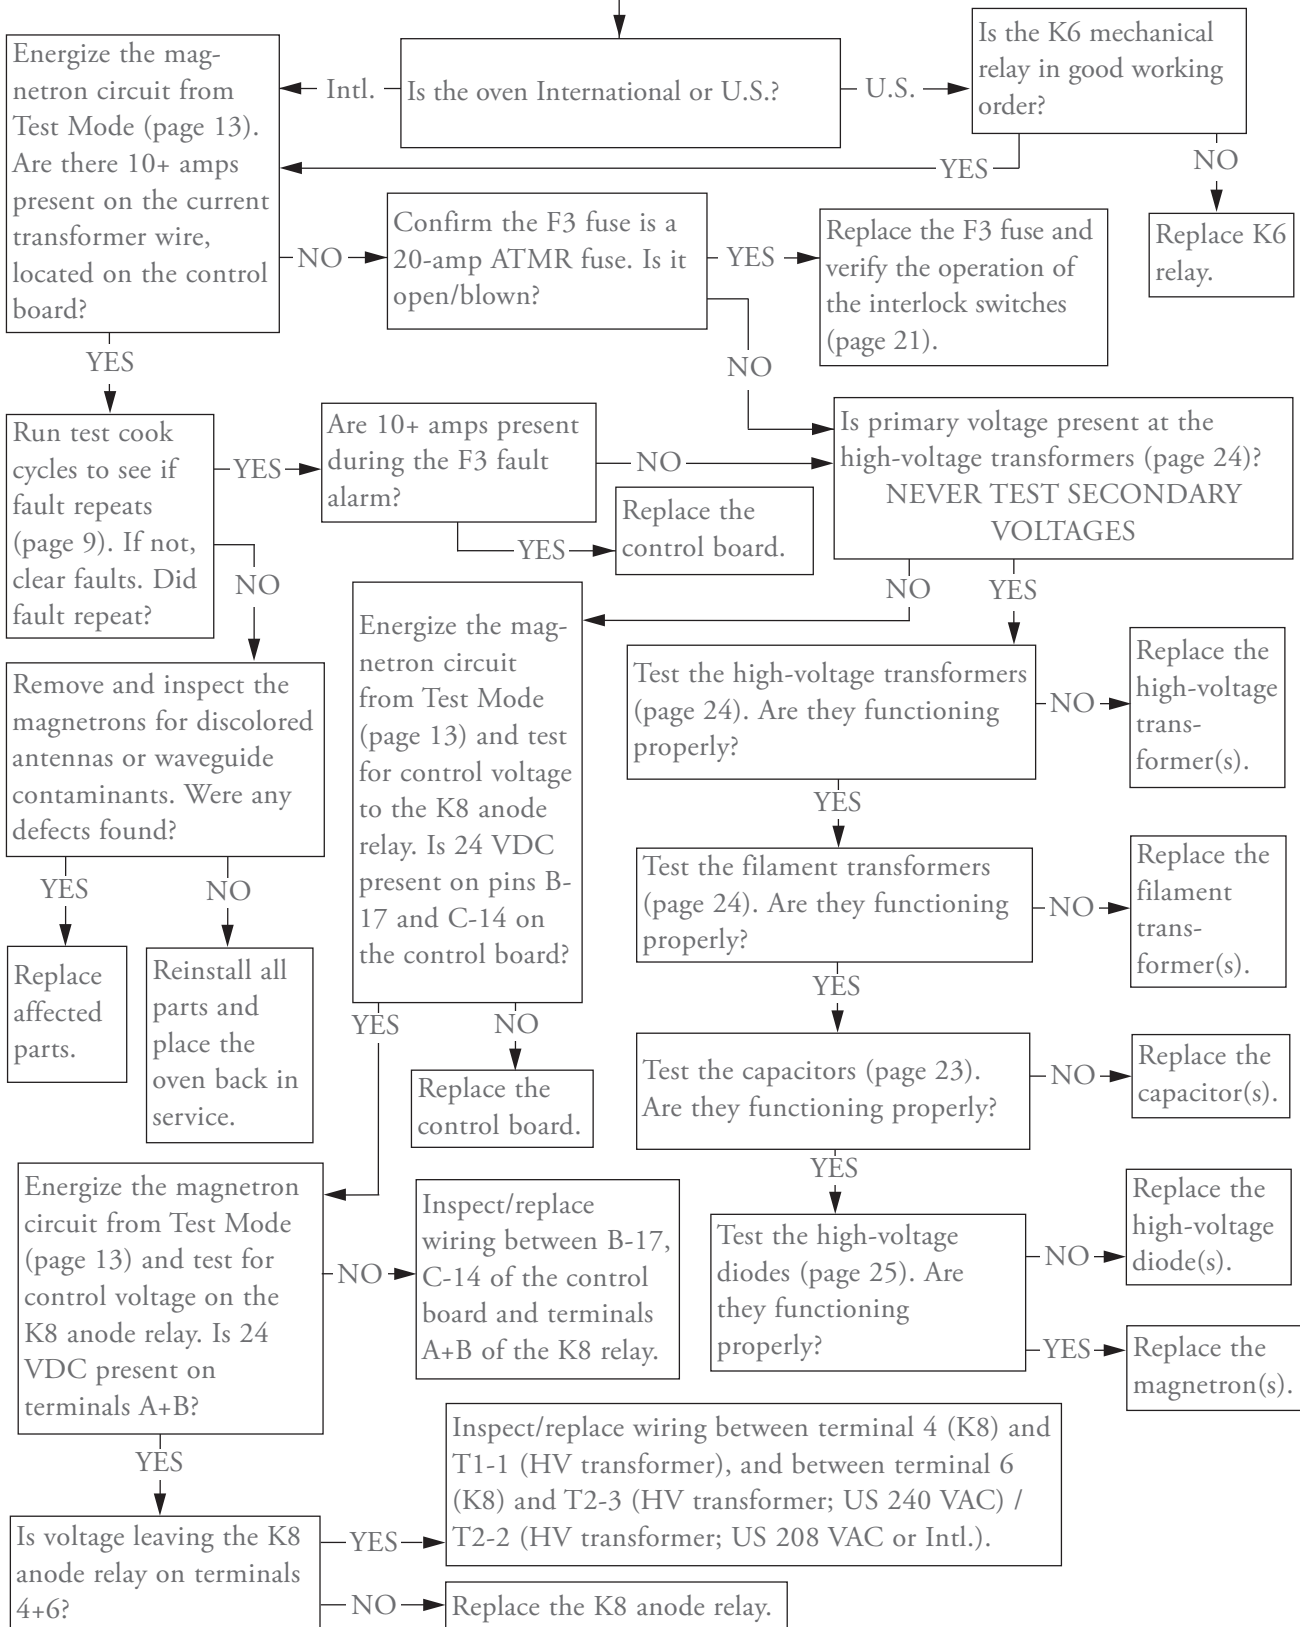 Is the oven International or U.S.?
Intl.
U.S.
Is the K6 mechanical
relay in good working
order?
YES
NO
Replace K6
relay.
Energize the mag-
netron circuit from
Test Mode (page 13).
Are there 10+ amps
present on the current
transformer wire,
located on the control
board?
NO
YES
Confirm the F3 fuse is a
20-amp ATMR fuse. Is it
open/blown?
YES
NO
Replace the F3 fuse and
verify the operation of
the interlock switches
(page 21).
Run test cook
cycles to see if
fault repeats
(page 9). If not,
clear faults. Did
fault repeat?
YES
NO
Are 10+ amps present
during the F3 fault
alarm?
NO
YES
Replace the
control board.
Is primary voltage present at the
high-voltage transformers (page 24)?
NEVER TEST SECONDARY
VOLTAGES
NO
YES
Remove and inspect the
magnetrons for discolored
antennas or waveguide
contaminants. Were any
defects found?
YES
NO
Replace
affected
parts.
Reinstall all
parts and
place the
oven back in
service.
Energize the mag-
netron circuit
from Test Mode
(page 13) and test
for control voltage
to the K8 anode
relay. Is 24 VDC
present on pins B-
17 and C-14 on
the control board?
YES
NO
Replace the
control board.
Test the high-voltage transformers
(page 24). Are they functioning
properly?
NO
Replace the
high-voltage
trans-
former(s).
YES
Test the filament transformers
(page 24). Are they functioning
properly?
NO
Replace the
filament
trans-
former(s).
YES
Test the capacitors (page 23).
Are they functioning properly?
NO
Replace the
capacitor(s).
YES
Test the high-voltage
diodes (page 25). Are
they functioning
properly?
NO
Replace the
high-voltage
diode(s).
YES
Replace the
magnetron(s).
Energize the magnetron
circuit from Test Mode
(page 13) and test for
control voltage on the
K8 anode relay. Is 24
VDC present on
terminals A+B?
NO
Inspect/replace
wiring between B-17,
C-14 of the control
board and terminals
A+B of the K8 relay.
YES
Is voltage leaving the K8
anode relay on terminals
4+6?
YES
Inspect/replace wiring between terminal 4 (K8) and
T1-1 (HV transformer), and between terminal 6
(K8) and T2-3 (HV transformer; US 240 VAC) /
T2-2 (HV transformer; US 208 VAC or Intl.).
NO
Replace the K8 anode relay.